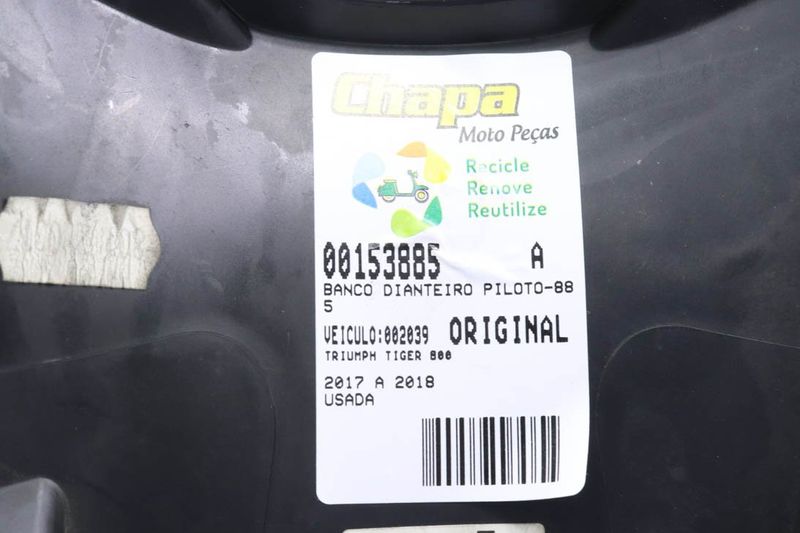 Chapa
Moto Peças
Recicle
Renove
Reutilize
00153885 A
BANCO DIANTEIRO PILOTO-88
5
VEICULO:002039 ORIGINAL
TRIUMPH TIGER 800
2017 A 2018
USADA